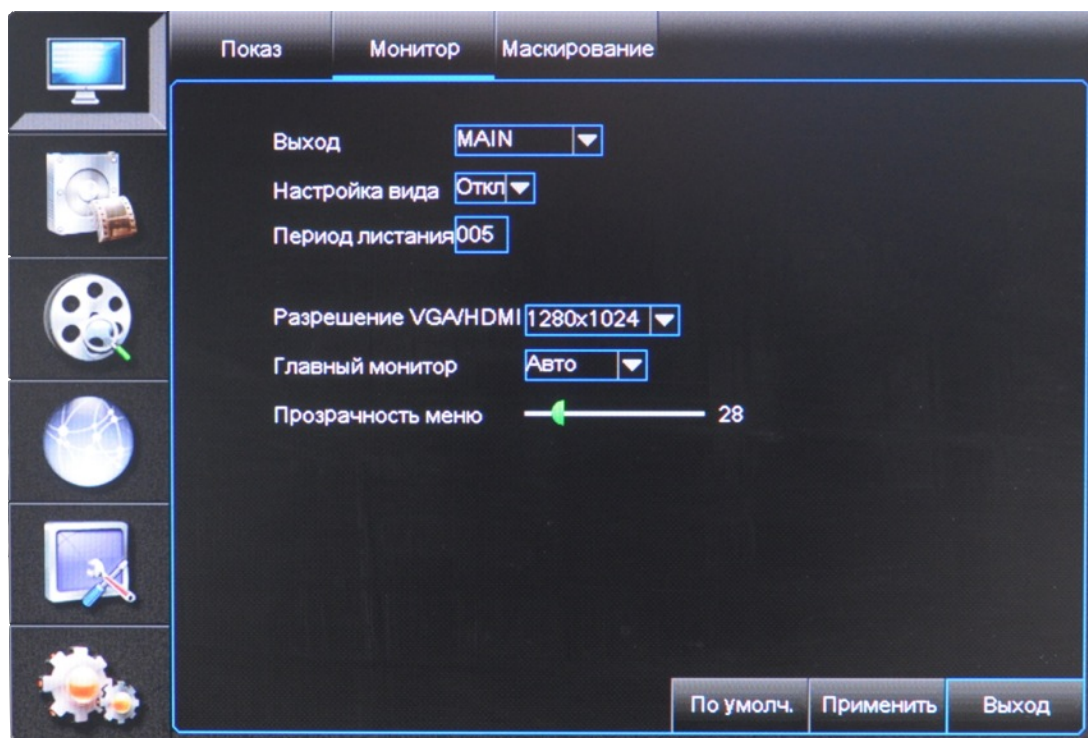 Показ Монитор Маскирование
Выход MAIN
Настройка вида Откл
Период листания 005
Разрешение VGA/HDMI 1280x1024
Главный монитор Авто
Прозрачность меню 28
По умолч. Применить Выход